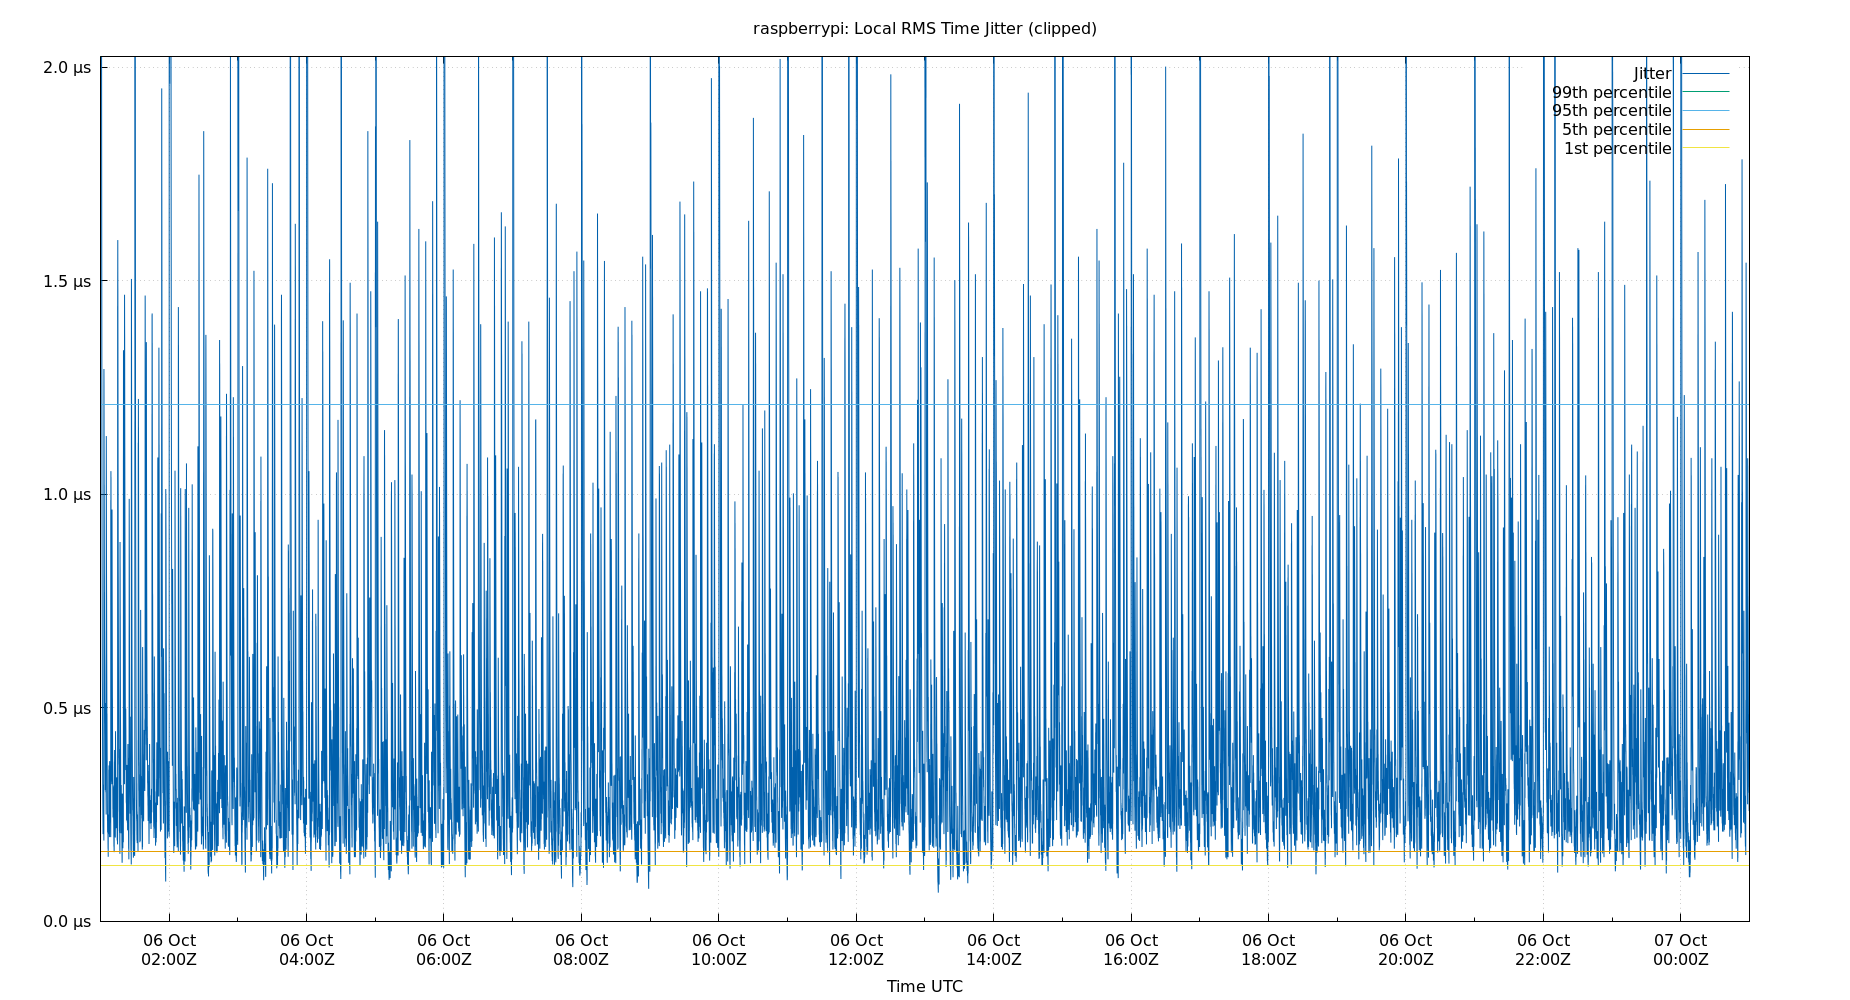 raspberrypi: Local RMS Time Jitter (clipped)
2.0 μs
1.5 μs
1.0 μs
0.5 μs
0.0 μs
Jitter
99th percentile
95th percentile
5th percentile
1st percentile
06 Oct 06 Oct 06 Oct 06 Oct 06 Oct 06 Oct 06 Oct 06 Oct 06 Oct 06 Oct 06 Oct 07 Oct
02:00Z 04:00Z 06:00Z 08:00Z 10:00Z 12:00Z 14:00Z 16:00Z 18:00Z 20:00Z 22:00Z 00:00Z
Time UTC